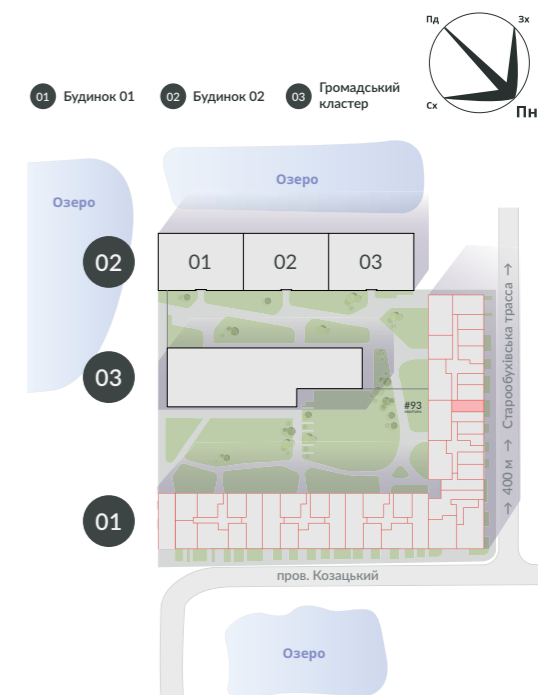 Пд
Зх
Сх
Пн
01 Будинок 01
02 Будинок 02
03 Громадський
кластер
Озеро
Озеро
02
01
02
03
03
#93
01
← 400 м → Старообухівська трасса →
пров. Козацький
Озеро